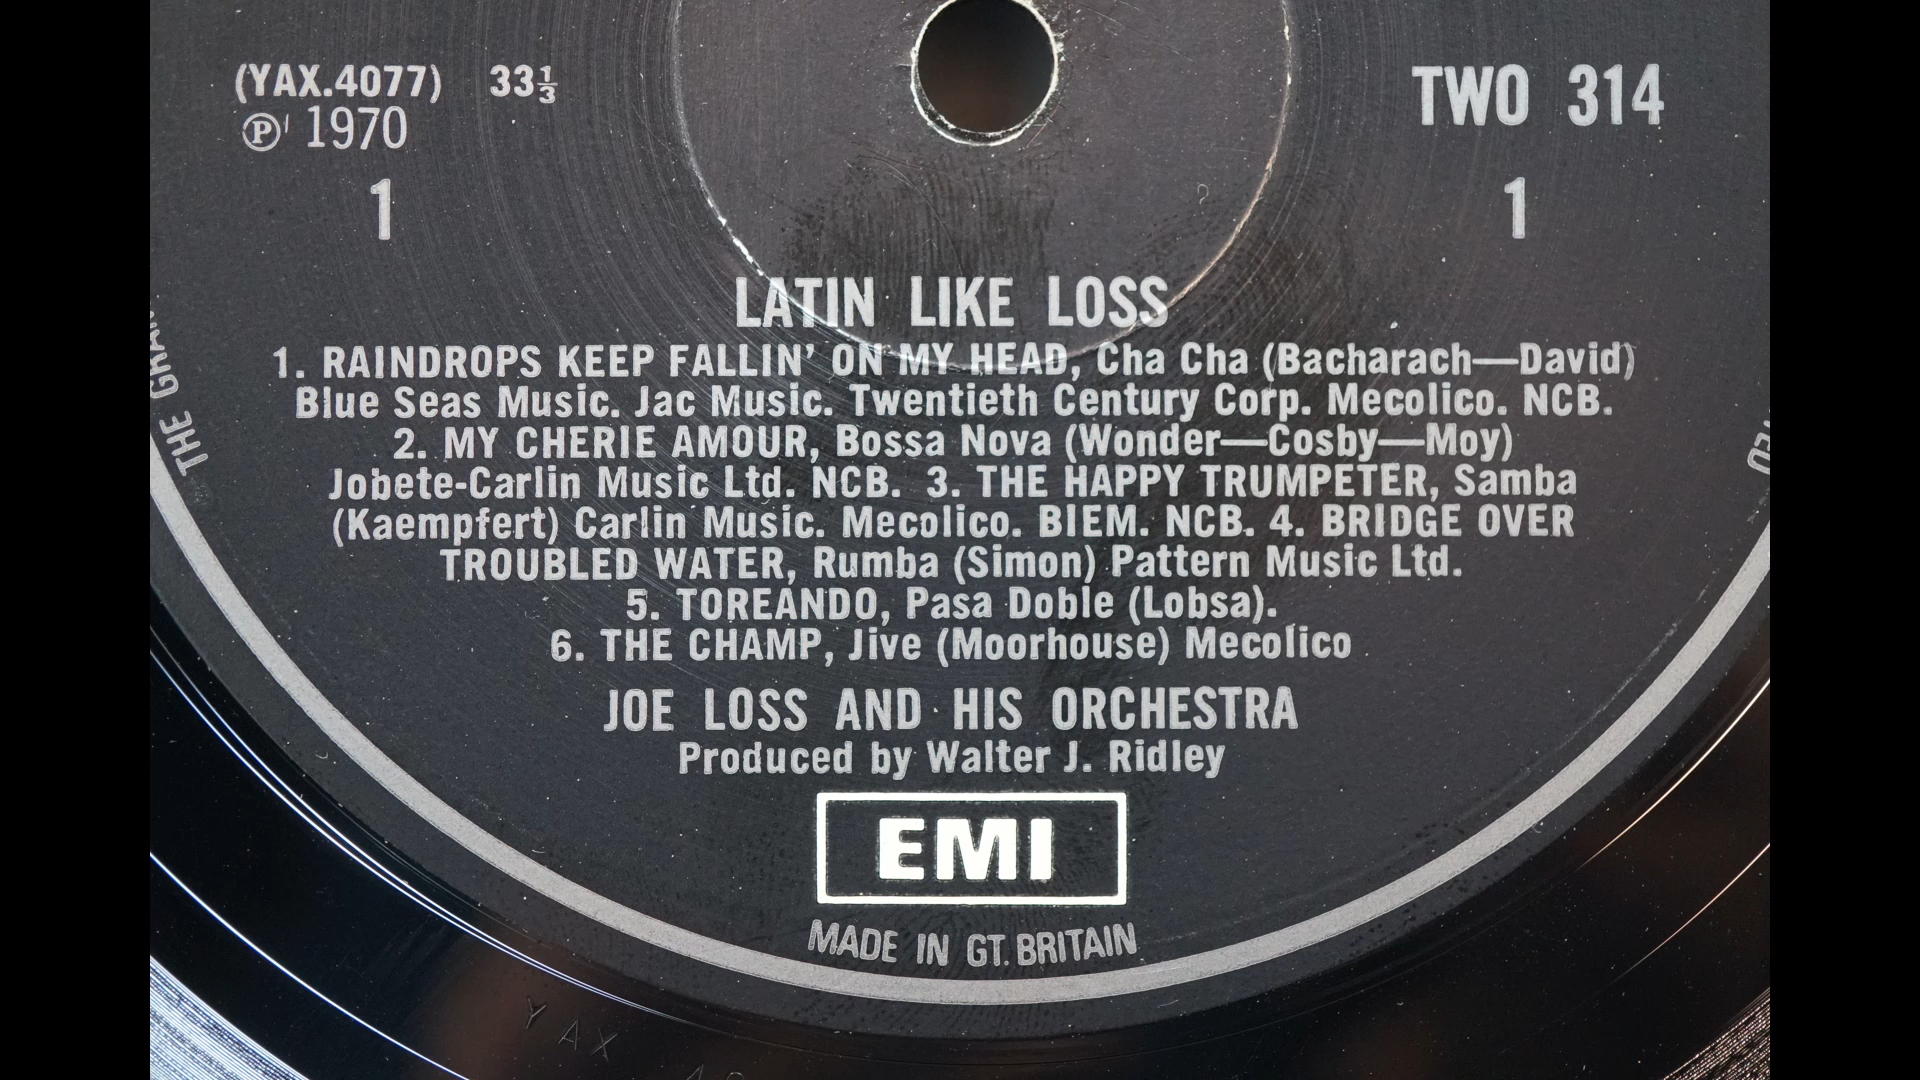 (YAX.4077) 33⅓
Ⓟ 1970
TWO 314
1
1
LATIN LIKE LOSS
1. RAINDROPS KEEP FALLIN' ON MY HEAD, Cha Cha (Bacharach—David)
Blue Seas Music. Jac Music. Twentieth Century Corp. Mecolico. NCB.
2. MY CHERIE AMOUR, Bossa Nova (Wonder—Cosby—Moy)
Jobete-Carlin Music Ltd. NCB. 3. THE HAPPY TRUMPETER, Samba
(Kaempfert) Carlin Music. Mecolico. BIEM. NCB. 4. BRIDGE OVER
TROUBLED WATER, Rumba (Simon) Pattern Music Ltd.
5. TOREANDO, Pasa Doble (Lobsa).
6. THE CHAMP, Jive (Moorhouse) Mecolico
JOE LOSS AND HIS ORCHESTRA
Produced by Walter J. Ridley
EMI
MADE IN GT. BRITAIN
THE
YAX